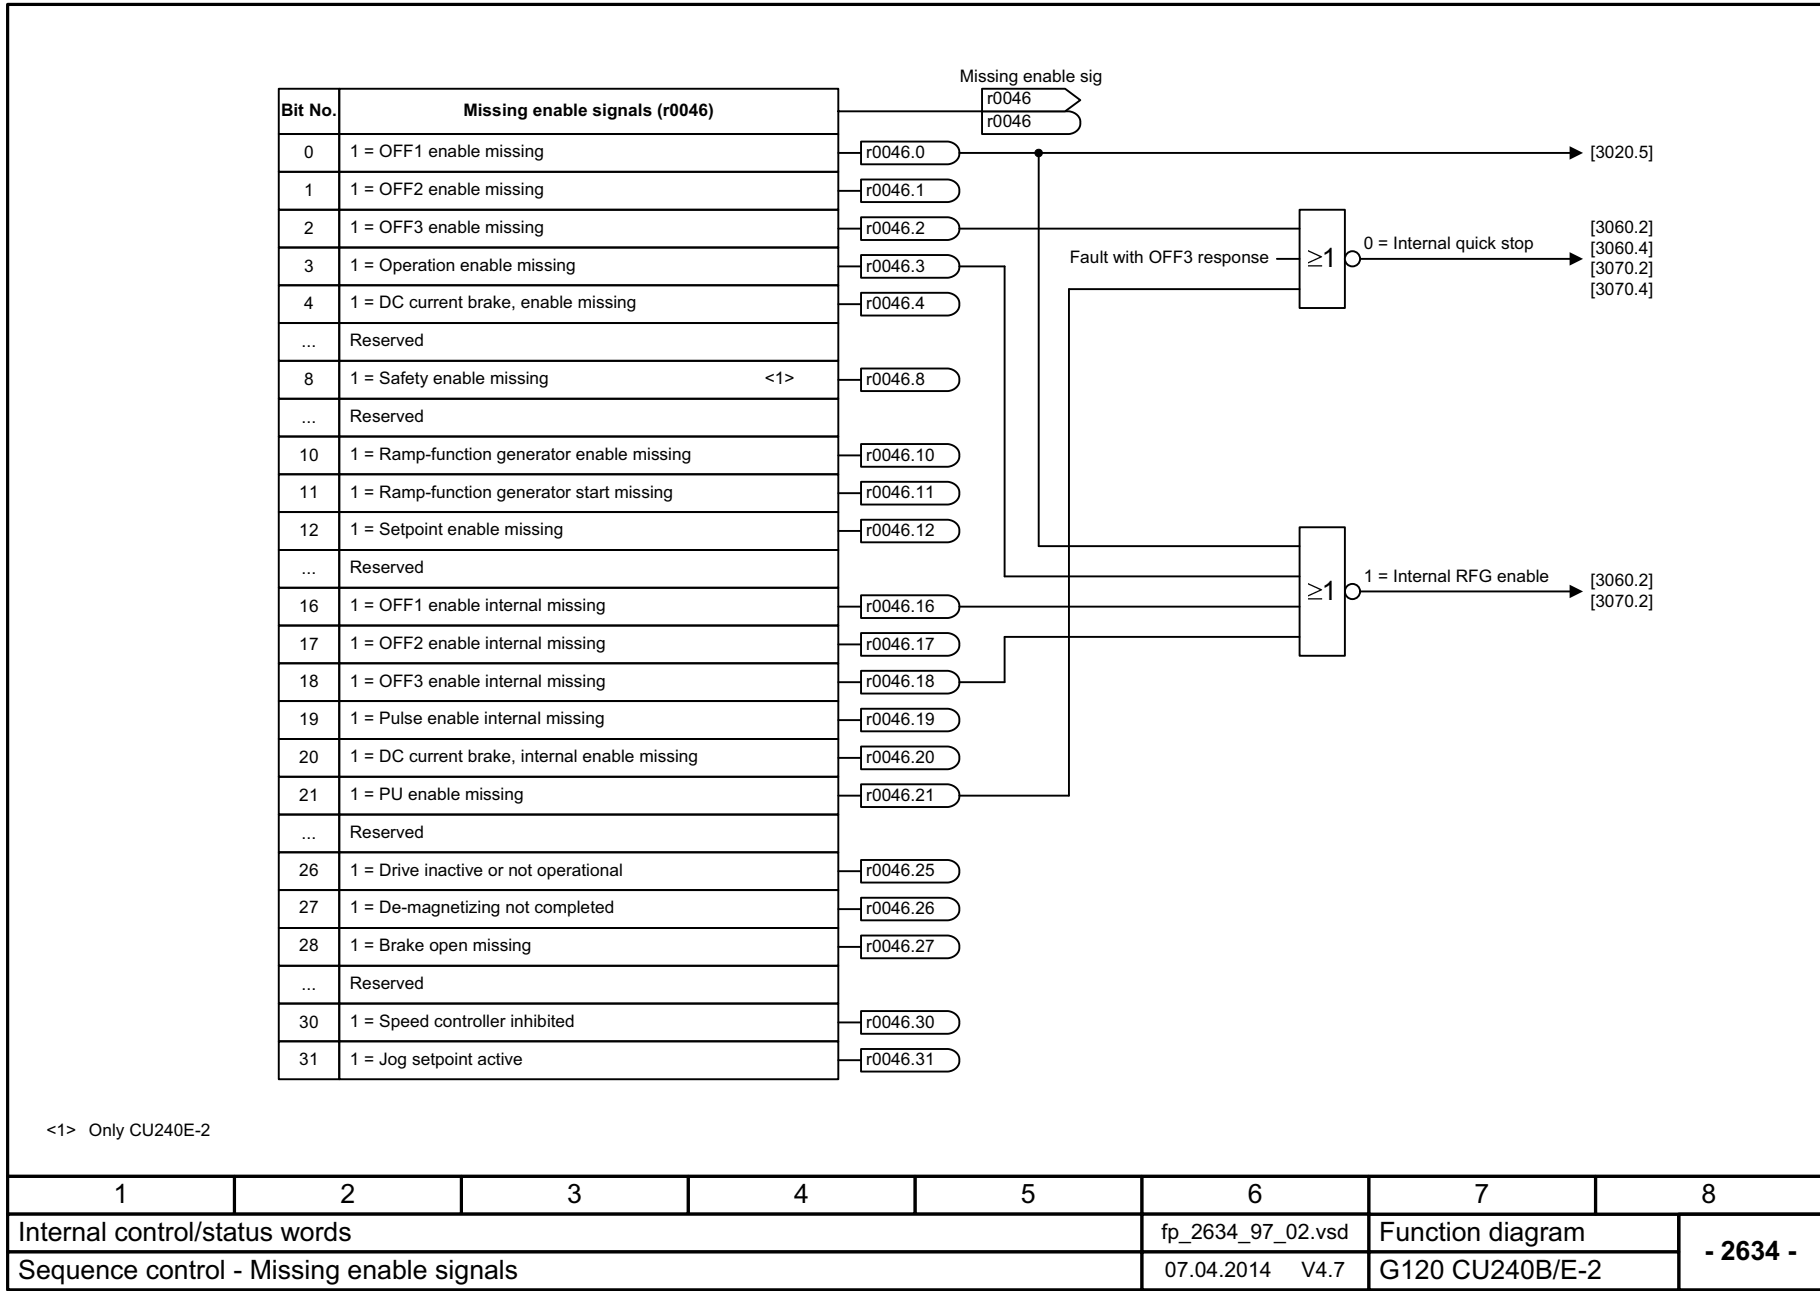 Missing enable sig
r0046
r0046
Bit No. Missing enable signals (r0046)
0 1 = OFF1 enable missing r0046.0 [3020.5]
1 1 = OFF2 enable missing r0046.1
2 1 = OFF3 enable missing r0046.2
3 1 = Operation enable missing r0046.3
4 1 = DC current brake, enable missing r0046.4
... Reserved
8 1 = Safety enable missing <1> r0046.8
... Reserved
10 1 = Ramp-function generator enable missing r0046.10
11 1 = Ramp-function generator start missing r0046.11
12 1 = Setpoint enable missing r0046.12
... Reserved
16 1 = OFF1 enable internal missing r0046.16
17 1 = OFF2 enable internal missing r0046.17
18 1 = OFF3 enable internal missing r0046.18
19 1 = Pulse enable internal missing r0046.19
20 1 = DC current brake, internal enable missing r0046.20
21 1 = PU enable missing r0046.21
... Reserved
26 1 = Drive inactive or not operational r0046.25
27 1 = De-magnetizing not completed r0046.26
28 1 = Brake open missing r0046.27
... Reserved
30 1 = Speed controller inhibited r0046.30
31 1 = Jog setpoint active r0046.31
Fault with OFF3 response ≥1 0 = Internal quick stop
[3060.2]
[3060.4]
[3070.2]
[3070.4]
≥1 1 = Internal RFG enable
[3060.2]
[3070.2]
<1> Only CU240E-2
1 2 3 4 5 6 7 8
Internal control/status words fp_2634_97_02.vsd Function diagram
- 2634 -
Sequence control - Missing enable signals 07.04.2014 V4.7 G120 CU240B/E-2